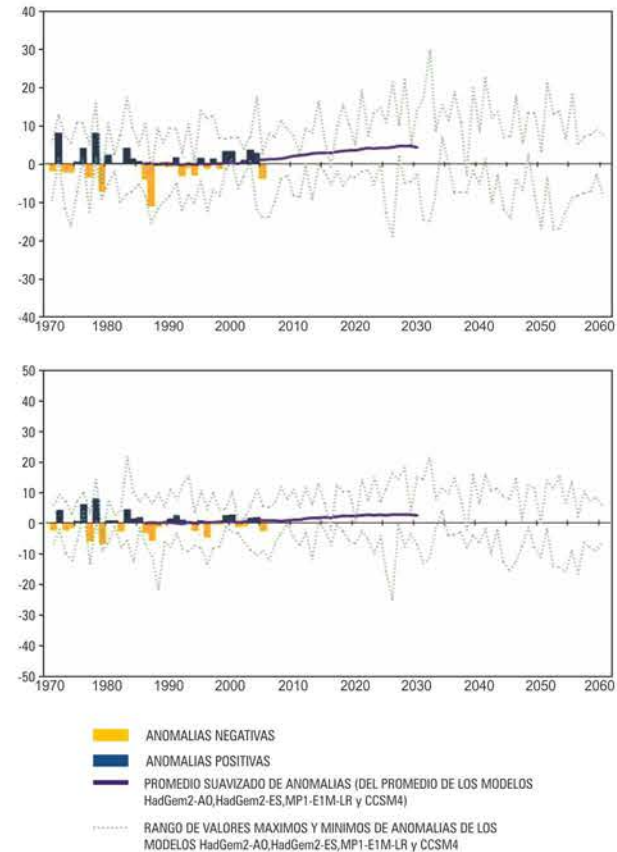 40
30
20
10
0
-10
-20
-30
-40
1970 1980 1990 2000 2010 2020 2030 2040 2050 2060
50
40
30
20
10
0
-10
-20
-30
-40
-50
1970 1980 1990 2000 2010 2020 2030 2040 2050 2060
ANOMALIAS NEGATIVAS
ANOMALIAS POSITIVAS
PROMEDIO SUAVIZADO DE ANOMALIAS (DEL PROMEDIO DE LOS MODELOS
HadGem2-AO,HadGem2-ES,MP1-E1M-LR y CCSM4)
RANGO DE VALORES MAXIMOS Y MINIMOS DE ANOMALIAS DE LOS
MODELOS HadGem2-AO,HadGem2-ES,MP1-E1M-LR y CCSM4